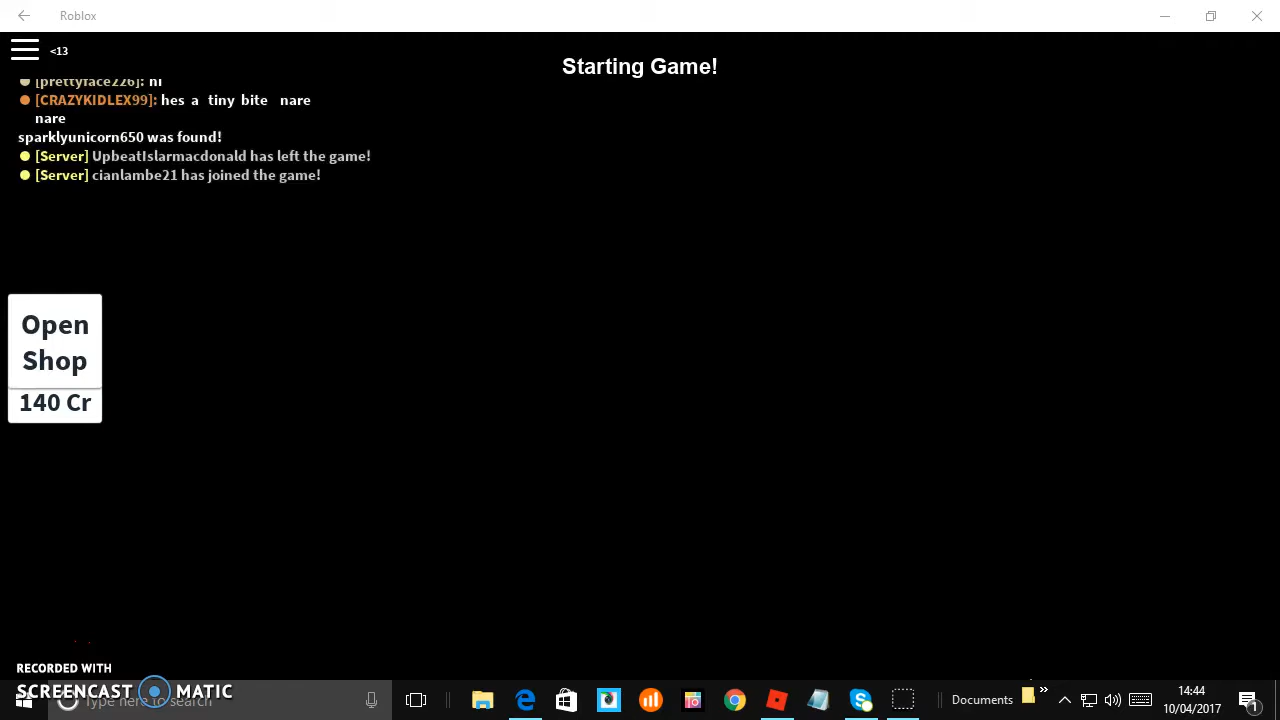 Roblox
<13
Starting Game!
[prettyface226]: hi
[CRAZYKIDLEX99]: hes a tiny bite nare
nare
sparklyunicorn650 was found!
[Server] UpbeatIslarmacdonald has left the game!
[Server] cianlambe21 has joined the game!
Open
Shop
140 Cr
RECORDED WITH
SCREENCAST MATIC
Type here to search
Documents
14:44
10/04/2017
1